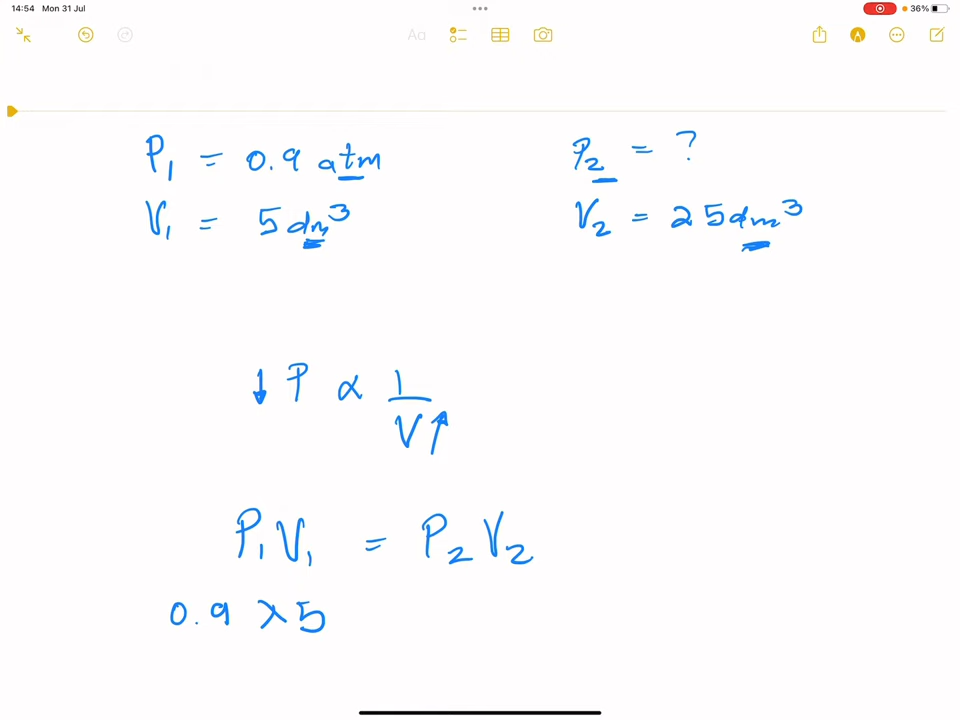 14:54 Mon 31 Jul
36%
Aa
P₁ = 0.9 atm
P₂ = ?
V₁ = 5 dm³
V₂ = 25 dm³
↓ P ∝ 1/V↑
P₁V₁ = P₂V₂
0.9 × 5